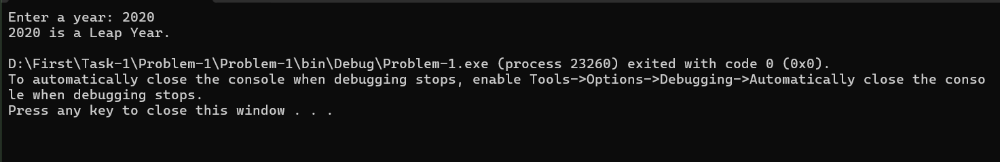 Enter a year: 2020
2020 is a Leap Year.
D:\First\Task-1\Problem-1\Problem-1\bin\Debug\Problem-1.exe (process 23260) exited with code 0 (0x0).
To automatically close the console when debugging stops, enable Tools->Options->Debugging->Automatically close the conso
le when debugging stops.
Press any key to close this window . . .